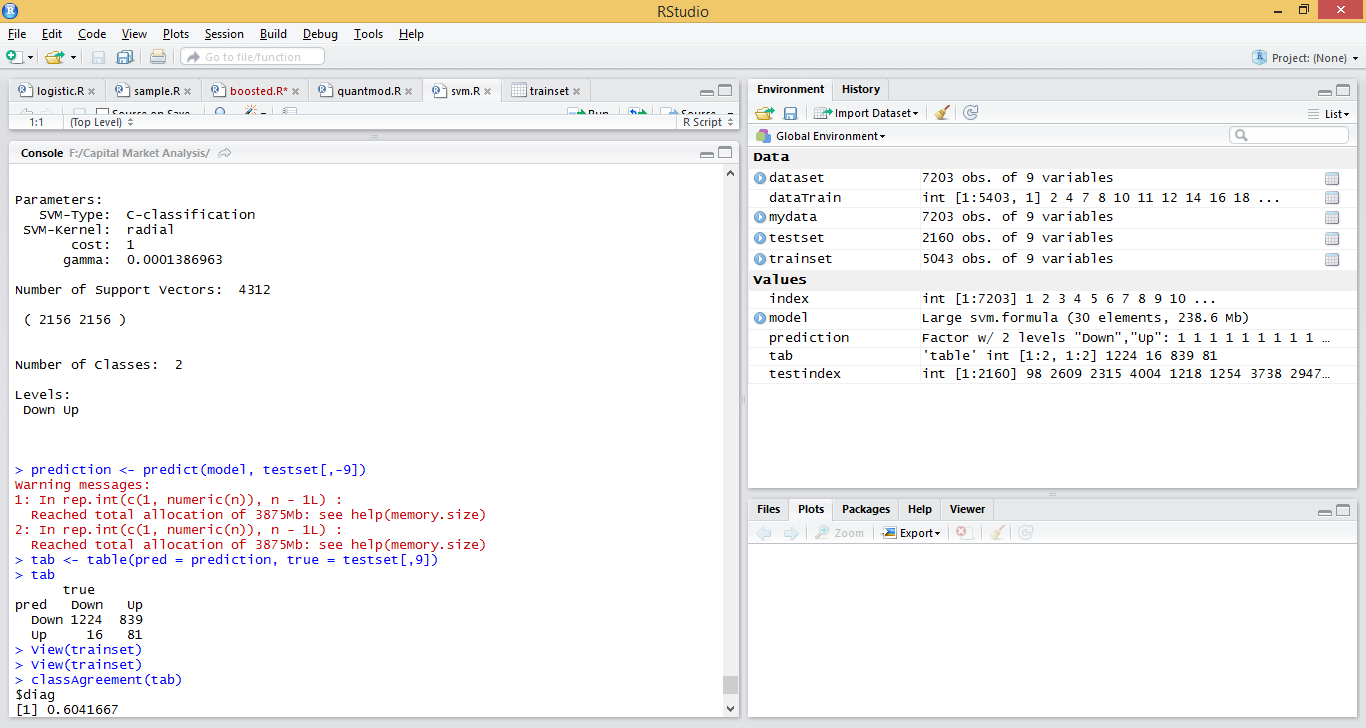 RStudio
File Edit Code View Plots Session Build Debug Tools Help
Go to file/function
Project: (None)
logistic.R sample.R boosted.R* quantmod.R svm.R trainset
Source on Save Run Source
1:1 (Top Level) R Script
Console F:/Capital Market Analysis/
Parameters:
SVM-Type: C-classification
SVM-Kernel: radial
cost: 1
gamma: 0.0001386963
Number of Support Vectors: 4312
( 2156 2156 )
Number of Classes: 2
Levels:
Down Up
> prediction <- predict(model, testset[,-9])
Warning messages:
1: In rep.int(c(1, numeric(n)), n - 1L) :
Reached total allocation of 3875Mb: see help(memory.size)
2: In rep.int(c(1, numeric(n)), n - 1L) :
Reached total allocation of 3875Mb: see help(memory.size)
> tab <- table(pred = prediction, true = testset[,9])
> tab
true
pred Down Up
Down 1224 839
Up 16 81
> View(trainset)
> View(trainset)
> classAgreement(tab)
$diag
[1] 0.6041667
Environment History
Import Dataset
List
Global Environment
Data
dataset 7203 obs. of 9 variables
dataTrain int [1:5403, 1] 2 4 7 8 10 11 12 14 16 18 ...
mydata 7203 obs. of 9 variables
testset 2160 obs. of 9 variables
trainset 5043 obs. of 9 variables
Values
index int [1:7203] 1 2 3 4 5 6 7 8 9 10 ...
model Large svm.formula (30 elements, 238.6 Mb)
prediction Factor w/ 2 levels "Down","Up": 1 1 1 1 1 1 1 1 1 …
tab 'table' int [1:2, 1:2] 1224 16 839 81
testindex int [1:2160] 98 2609 2315 4004 1218 1254 3738 2947…
Files Plots Packages Help Viewer
Zoom Export